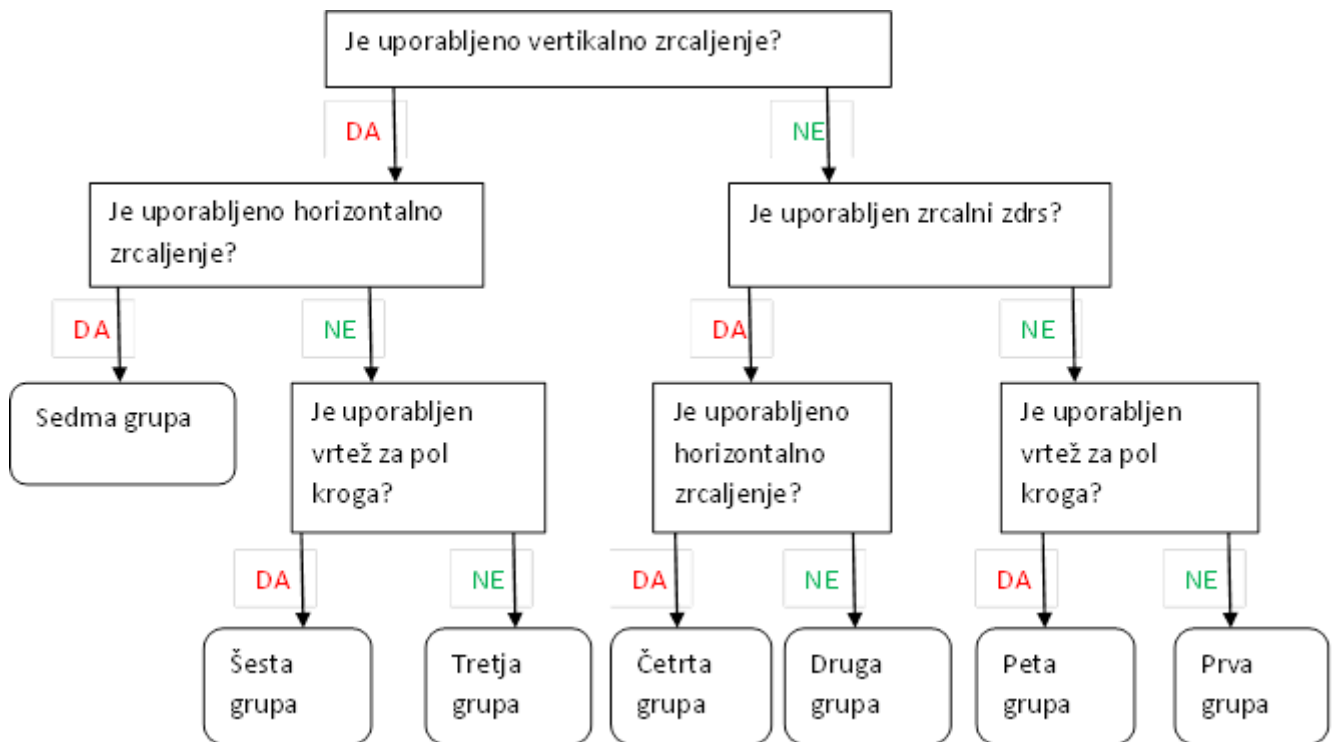 Je uporabljeno vertikalno zrcaljenje?
DA
NE
Je uporabljeno horizontalno
zrcaljenje?
Je uporabljen zrcalni zdrs?
DA
NE
DA
NE
Sedma grupa
Je uporabljen
vrtež za pol
kroga?
Je uporabljeno
horizontalno
zrcaljenje?
Je uporabljen
vrtež za pol
kroga?
DA
NE
DA
NE
DA
NE
Šesta
grupa
Tretja
grupa
Četrta
grupa
Druga
grupa
Peta
grupa
Prva
grupa